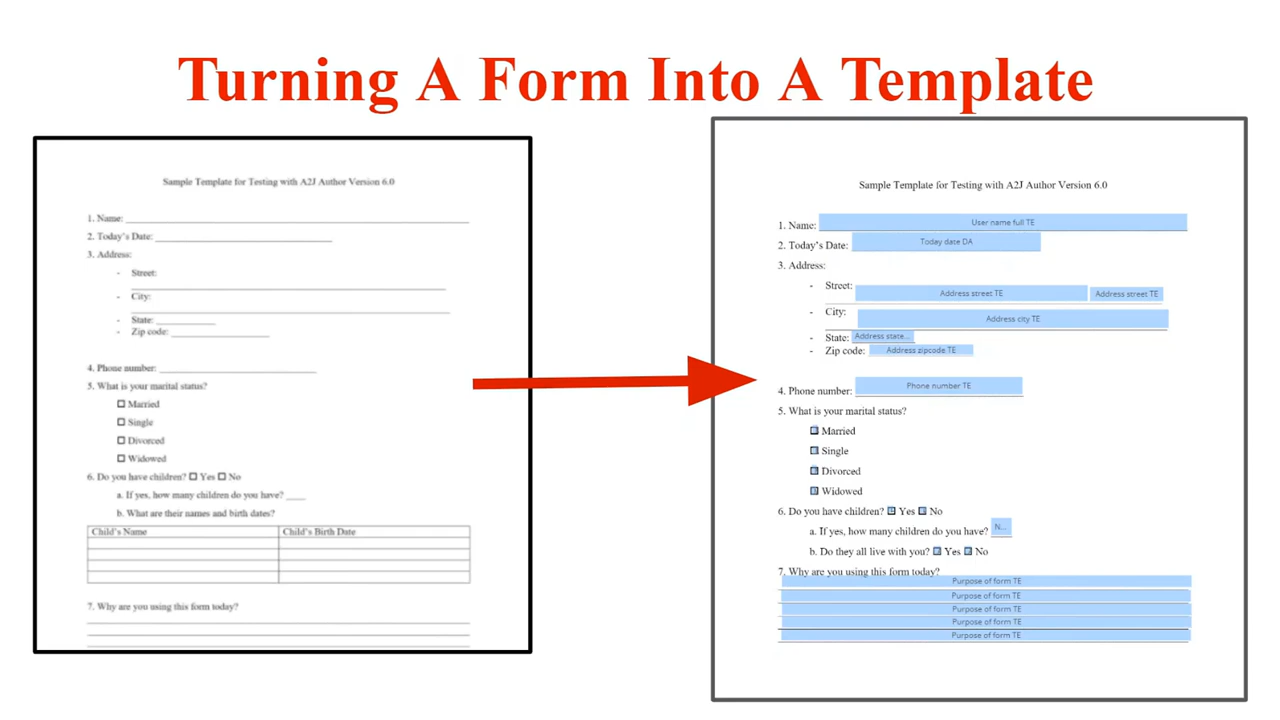 Turning A Form Into A Template
Sample Template for Testing with A2J Author Version 6.0
1. Name:
2. Today's Date:
3. Address:
- Street:
- City:
- State:
- Zip code:
4. Phone number:
5. What is your marital status?
Married
Single
Divorced
Widowed
6. Do you have children? Yes No
a. If yes, how many children do you have?
b. What are their names and birth dates?
Child's Name Child's Birth Date
7. Why are you using this form today?
Sample Template for Testing with A2J Author Version 6.0
1. Name: User name full TE
2. Today's Date: Today date DA
3. Address:
- Street: Address street TE Address street TE
- City: Address city TE
- State: Address state...
- Zip code: Address zipcode TE
4. Phone number: Phone number TE
5. What is your marital status?
Married
Single
Divorced
Widowed
6. Do you have children? Yes No
a. If yes, how many children do you have? N...
b. Do they all live with you? Yes No
7. Why are you using this form today?
Purpose of form TE
Purpose of form TE
Purpose of form TE
Purpose of form TE
Purpose of form TE